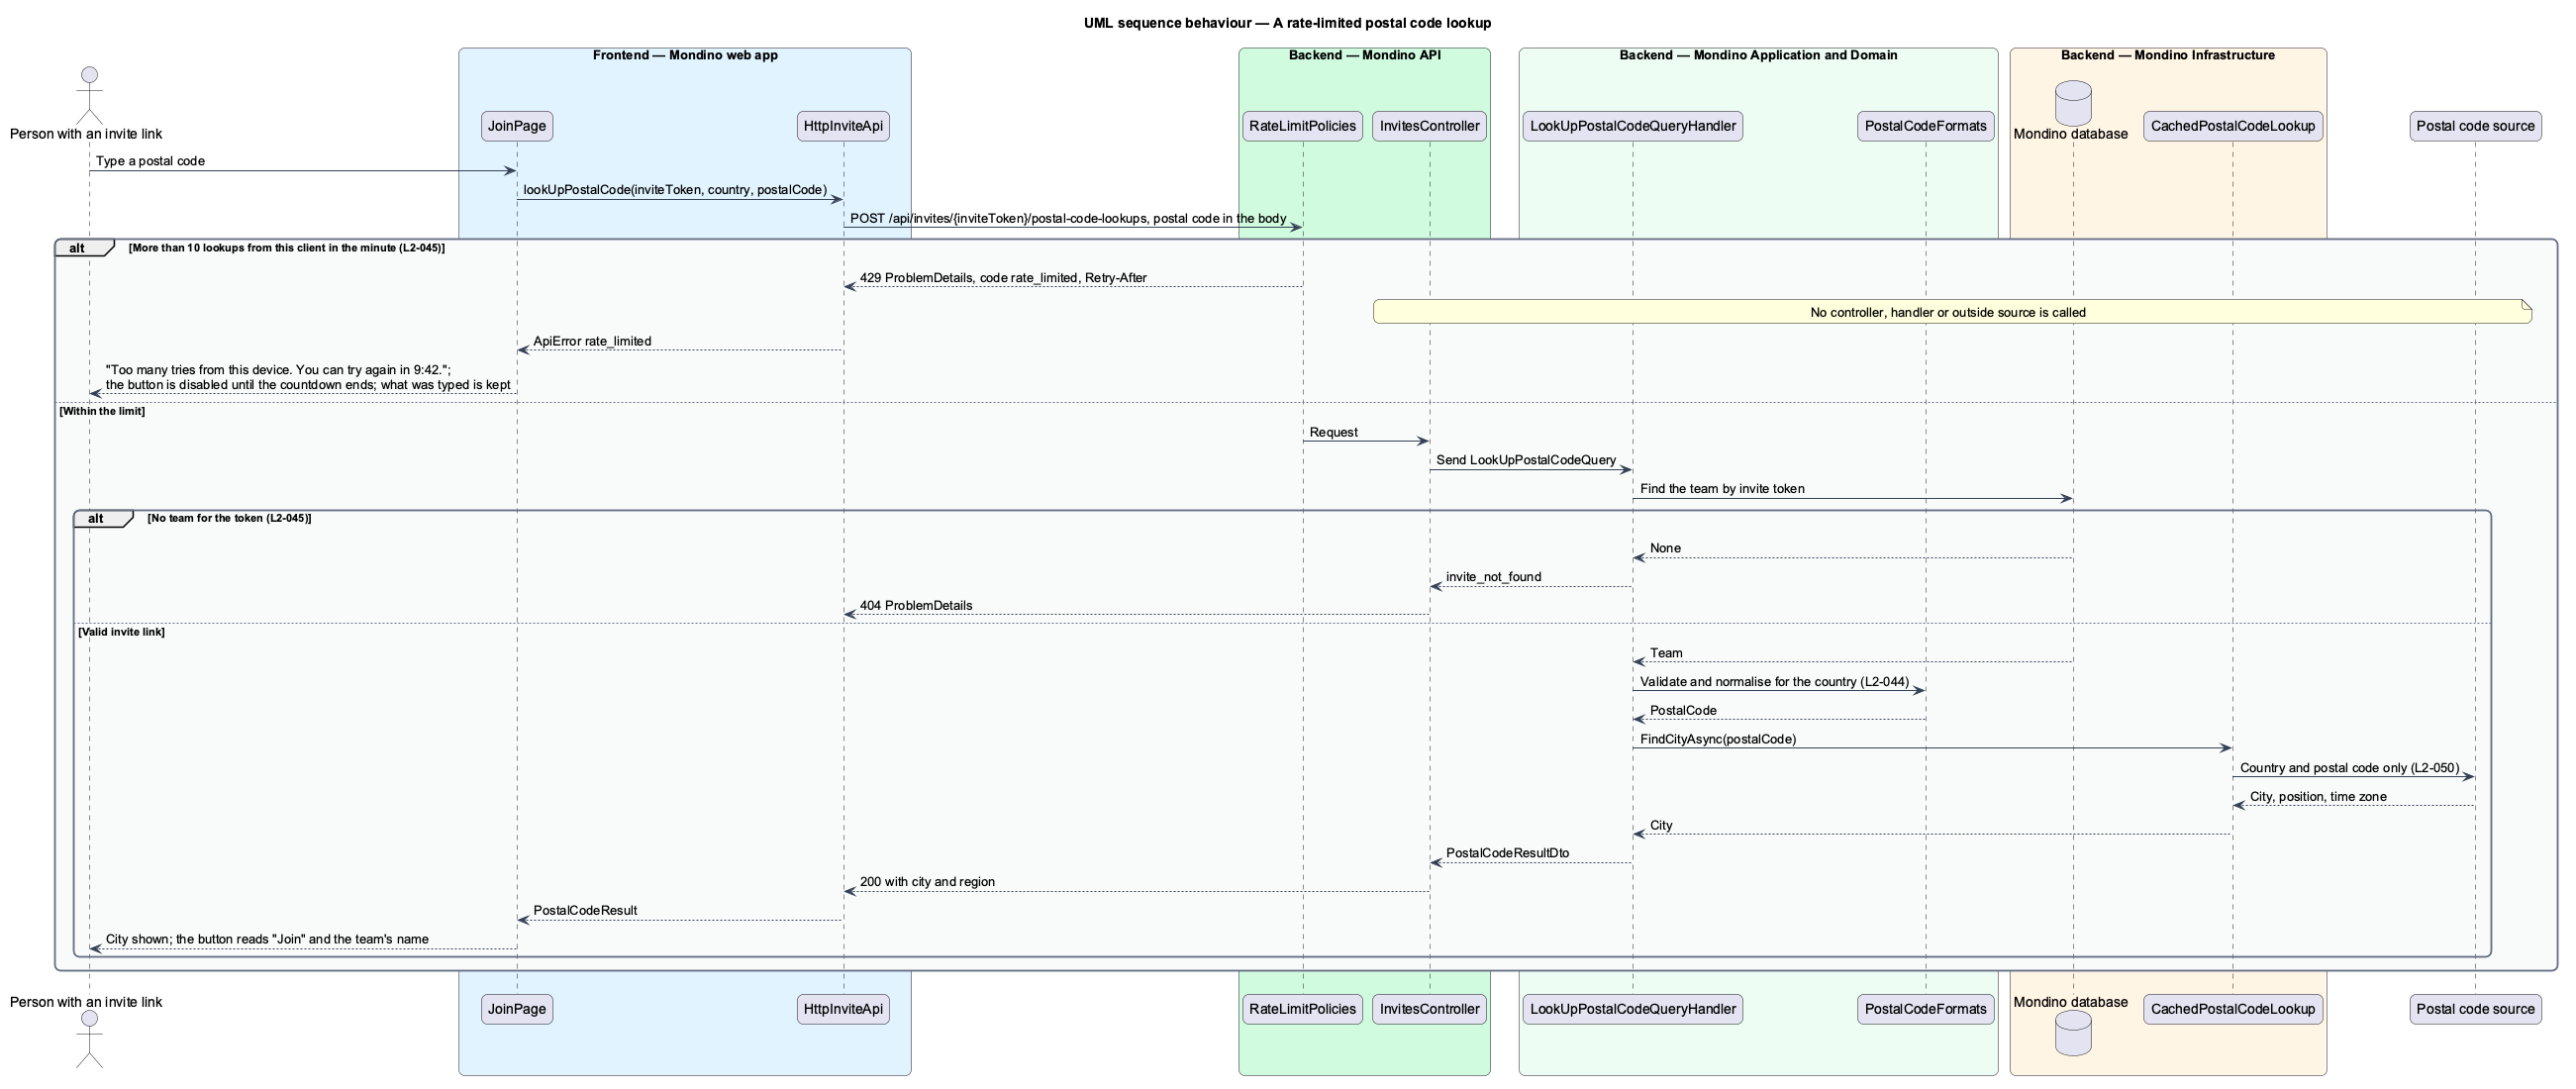 UML sequence behaviour — A rate-limited postal code lookup
Frontend — Mondino web app
Backend — Mondino API
Backend — Mondino Application and Domain
Backend — Mondino Infrastructure
Person with an invite link
JoinPage
HttpInviteApi
RateLimitPolicies
InvitesController
LookUpPostalCodeQueryHandler
PostalCodeFormats
Mondino database
CachedPostalCodeLookup
Postal code source
Type a postal code
lookUpPostalCode(inviteToken, country, postalCode)
POST /api/invites/{inviteToken}/postal-code-lookups, postal code in the body
alt
[More than 10 lookups from this client in the minute (L2-045)]
429 ProblemDetails, code rate_limited, Retry-After
No controller, handler or outside source is called
ApiError rate_limited
"Too many tries from this device. You can try again in 9:42.";
the button is disabled until the countdown ends; what was typed is kept
[Within the limit]
Request
Send LookUpPostalCodeQuery
Find the team by invite token
alt
[No team for the token (L2-045)]
None
invite_not_found
404 ProblemDetails
[Valid invite link]
Team
Validate and normalise for the country (L2-044)
PostalCode
FindCityAsync(postalCode)
Country and postal code only (L2-050)
City, position, time zone
City
PostalCodeResultDto
200 with city and region
PostalCodeResult
City shown; the button reads "Join" and the team's name
Person with an invite link
JoinPage
HttpInviteApi
RateLimitPolicies
InvitesController
LookUpPostalCodeQueryHandler
PostalCodeFormats
Mondino database
CachedPostalCodeLookup
Postal code source